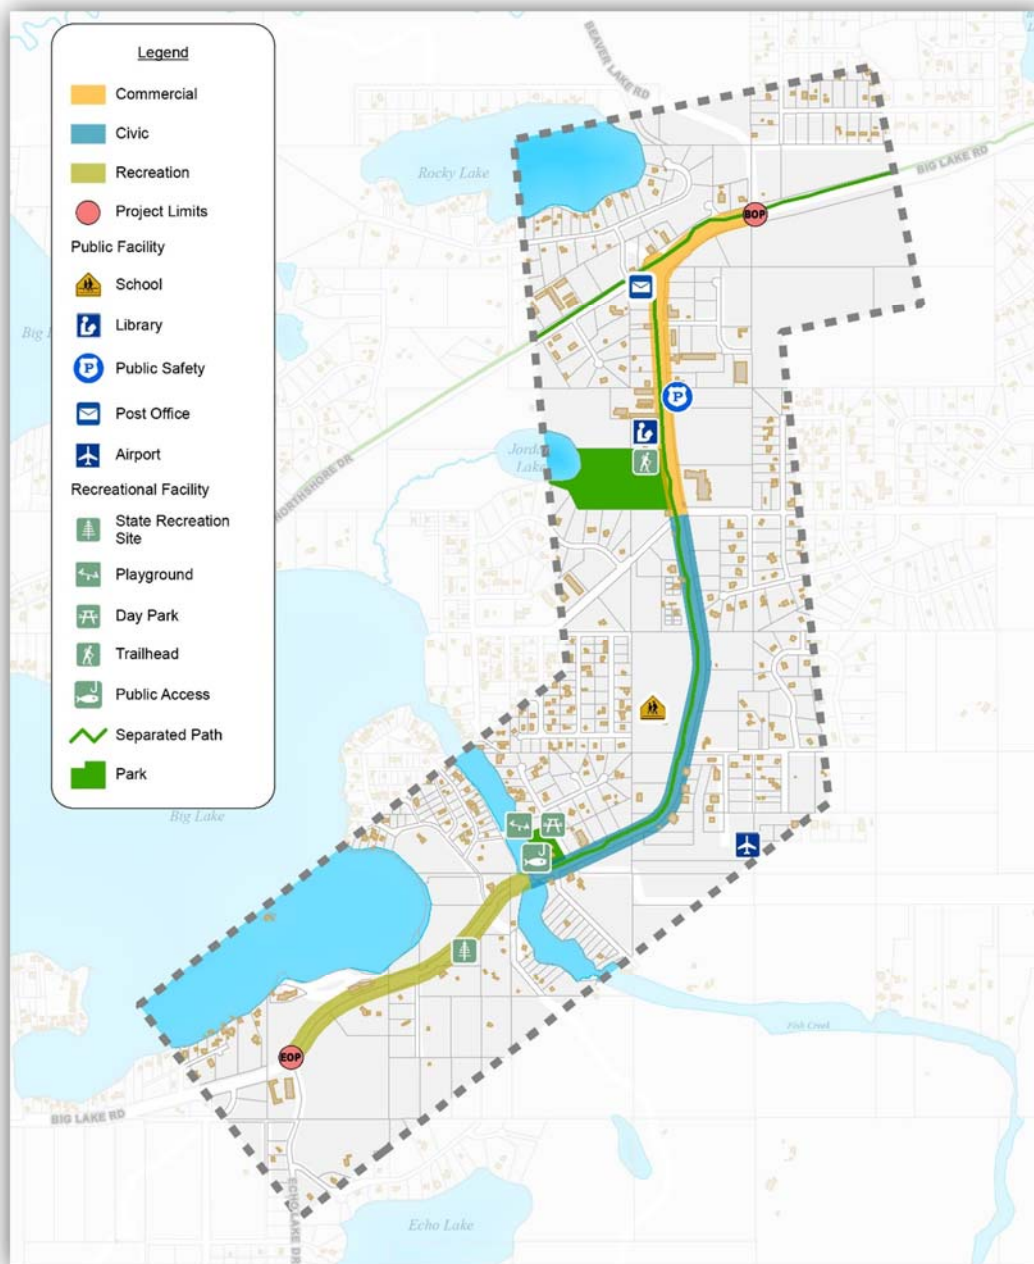 Legend
Commercial
Civic
Recreation
Project Limits
Public Facility
School
Library
Public Safety
Post Office
Airport
Recreational Facility
State Recreation
Site
Playground
Day Park
Trailhead
Public Access
Separated Path
Park
BEAVER LAKE RD
Rocky Lake
BIG LAKE RD
BOP
P
Big
Lake
NORTHSHORE DR
Big Lake
Fish Creek
EOP
BIG LAKE RD
ECHO LAKE DR
Echo Lake